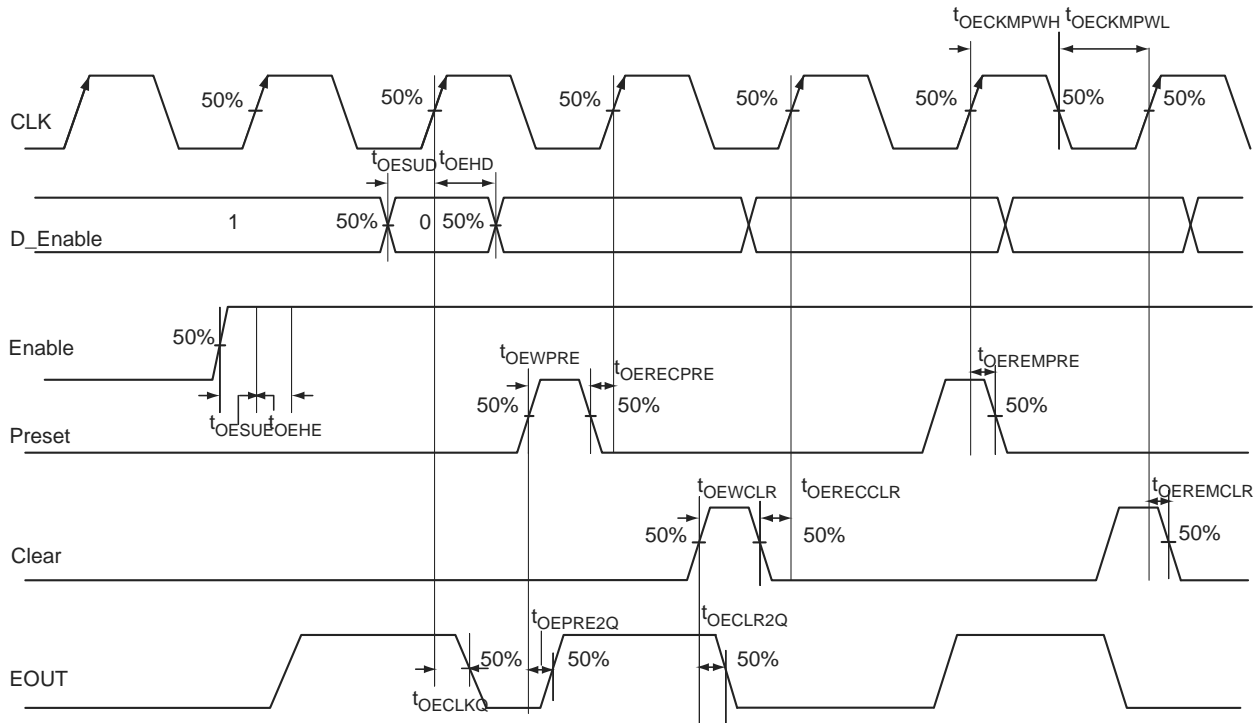 tOECKMPWH tOECKMPWL
50% 50% 50% 50% 50% 50% 50%
CLK
tOESUD tOEHD
1 50% 0 50%
D_Enable
50%
Enable
tOEWPRE tOERECPRE tOEREMPRE
50% 50% 50%
tOESUE tOEHE
Preset
tOEWCLR tOERECCLR tOEREMCLR
50% 50% 50%
Clear
tOEPRE2Q tOECLR2Q
50% 50% 50%
EOUT
tOECLKQ